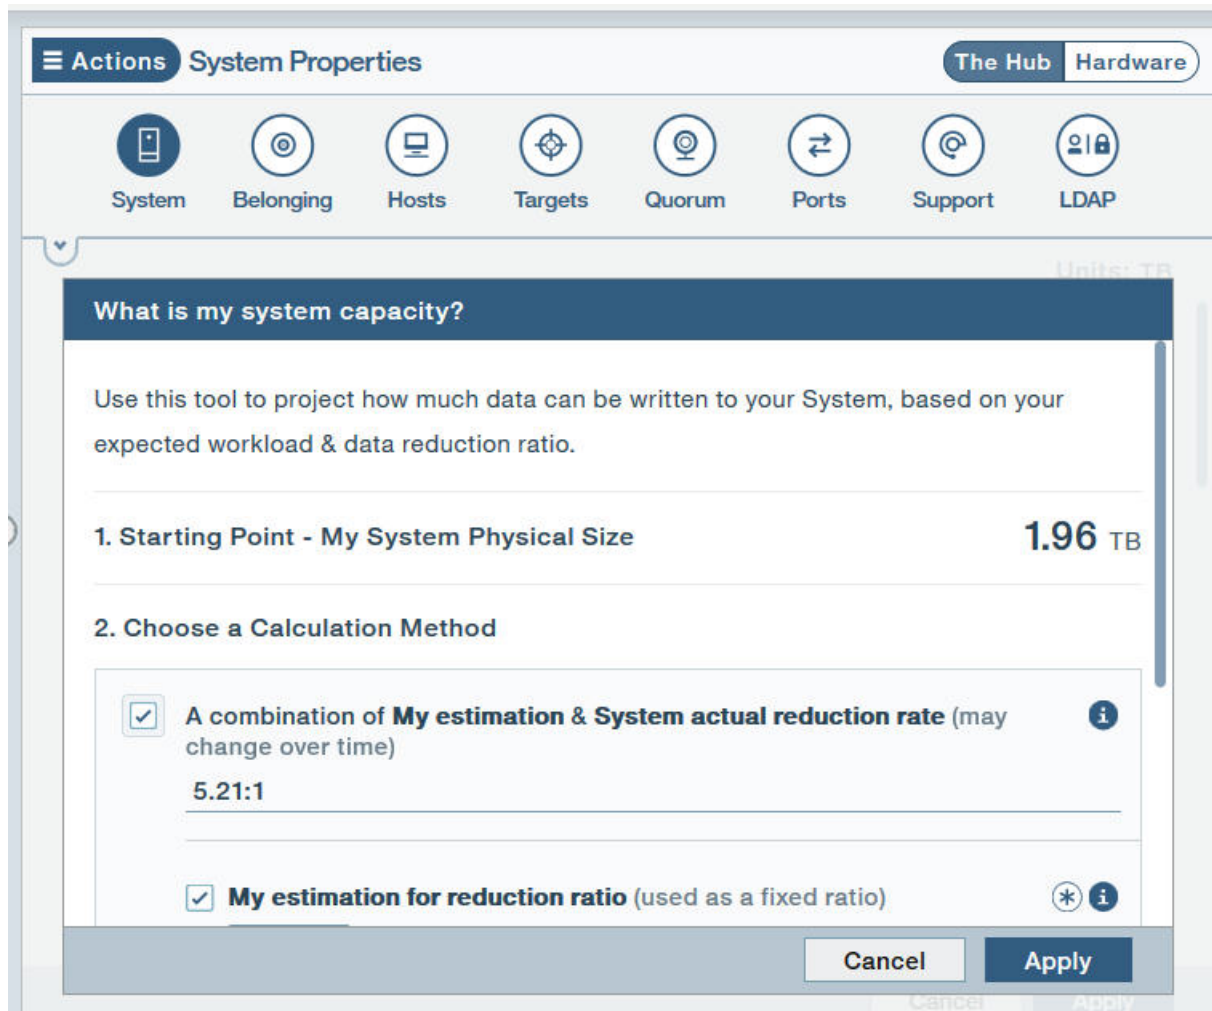 Actions System Properties The Hub Hardware
System Belonging Hosts Targets Quorum Ports Support LDAP
Units: TB
What is my system capacity?
Use this tool to project how much data can be written to your System, based on your
expected workload & data reduction ratio.
1. Starting Point - My System Physical Size 1.96 TB
2. Choose a Calculation Method
A combination of My estimation & System actual reduction rate (may
change over time)
5.21:1
My estimation for reduction ratio (used as a fixed ratio)
Cancel Apply
Cancel Apply